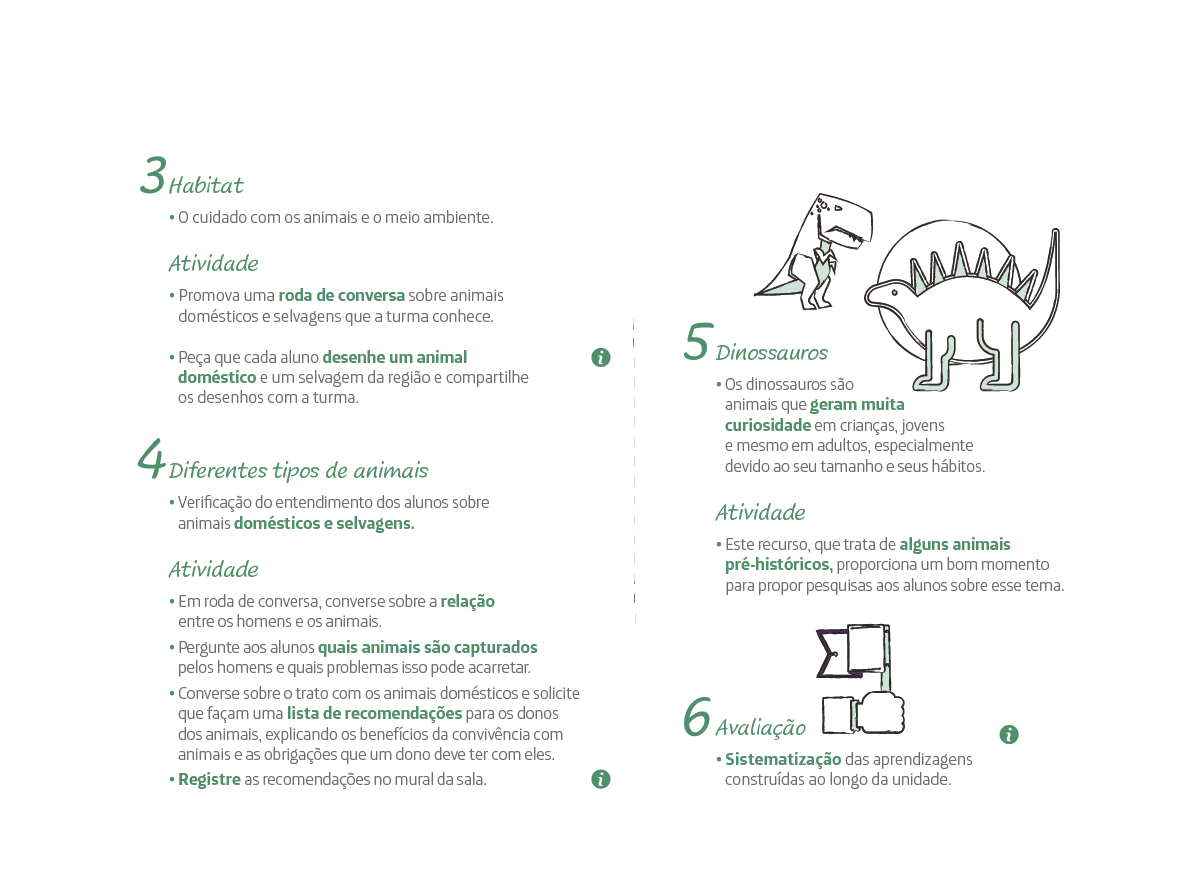 3 Habitat
• O cuidado com os animais e o meio ambiente.
Atividade
• Promova uma roda de conversa sobre animais
domésticos e selvagens que a turma conhece.
• Peça que cada aluno desenhe um animal
doméstico e um selvagem da região e compartilhe
os desenhos com a turma.
i
4 Diferentes tipos de animais
• Verificação do entendimento dos alunos sobre
animais domésticos e selvagens.
Atividade
• Em roda de conversa, converse sobre a relação
entre os homens e os animais.
• Pergunte aos alunos quais animais são capturados
pelos homens e quais problemas isso pode acarretar.
• Converse sobre o trato com os animais domésticos e solicite
que façam uma lista de recomendações para os donos
dos animais, explicando os benefícios da convivência com
animais e as obrigações que um dono deve ter com eles.
• Registre as recomendações no mural da sala.
i
5 Dinossauros
• Os dinossauros são
animais que geram muita
curiosidade em crianças, jovens
e mesmo em adultos, especialmente
devido ao seu tamanho e seus hábitos.
Atividade
• Este recurso, que trata de alguns animais
pré-históricos, proporciona um bom momento
para propor pesquisas aos alunos sobre esse tema.
6 Avaliação
i
• Sistematização das aprendizagens
construídas ao longo da unidade.